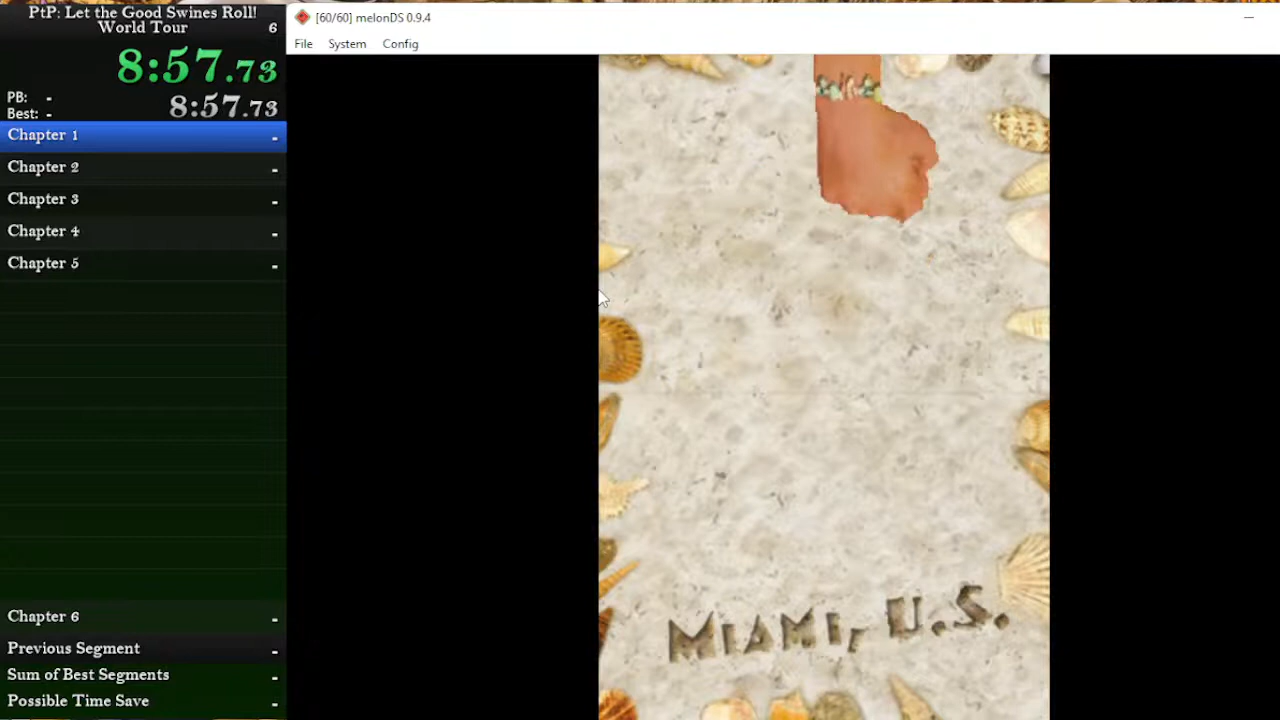 PtP: Let the Good Swines Roll!
World Tour 6
8:57.73
PB: - 8:57.73
Best: -
Chapter 1 -
Chapter 2 -
Chapter 3 -
Chapter 4 -
Chapter 5 -
Chapter 6 -
Previous Segment -
Sum of Best Segments -
Possible Time Save -
[60/60] melonDS 0.9.4
File System Config
MIAMI, U.S.